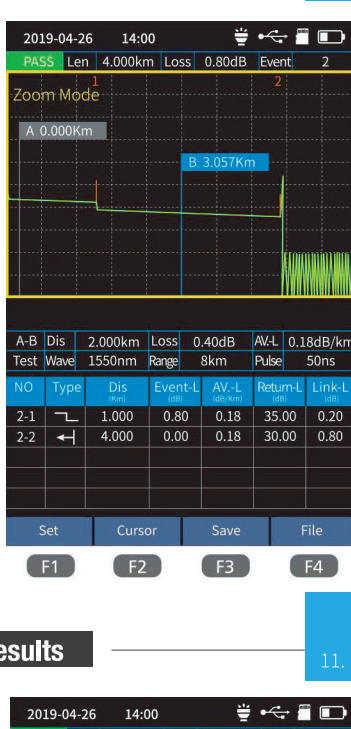 2019-04-26 14:00
PASS Len 4.000km Loss 0.80dB Event 2
1 2
Zoom Mode
A 0.000Km
B 3.057Km
A-B Dis 2.000km Loss 0.40dB AV-L 0.18dB/km
Test Wave 1550nm Range 8km Pulse 50ns
NO Type Dis (Km) Event-L (dB) AV.-L (dB/Km) Return-L (dB) Link-L (dB)
2-1 1.000 0.80 0.18 35.00 0.20
2-2 4.000 0.00 0.18 30.00 0.80
Set Cursor Save File
F1 F2 F3 F4
esults
11.
2019-04-26 14:00